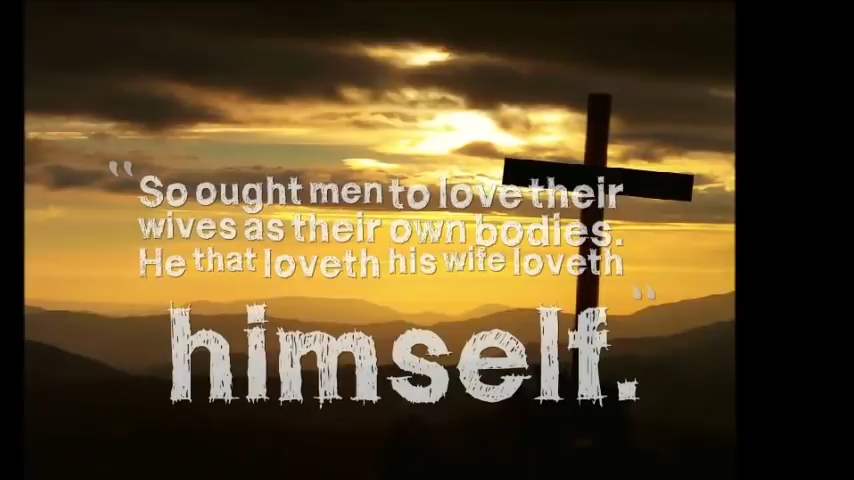 “So ought men to love their
wives as their own bodies.
He that loveth his wife loveth
himself.”